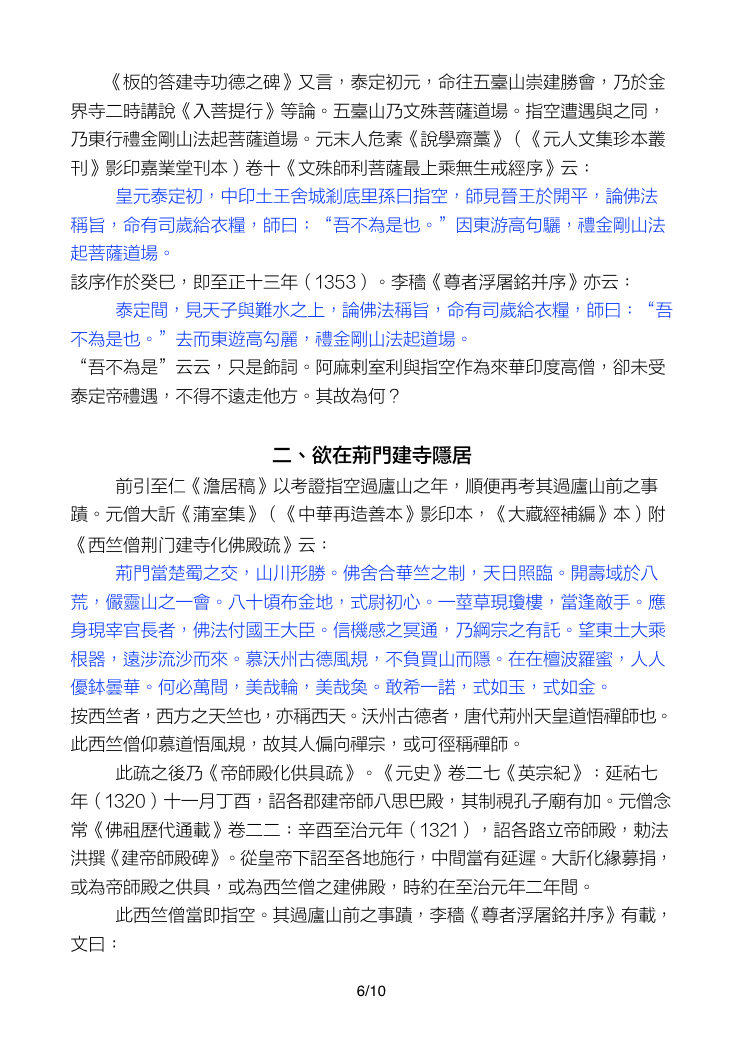 《板的答建寺功德之碑》又言，泰定初元，命往五臺山崇建勝會，乃於金
界寺二時講說《入菩提行》等論。五臺山乃文殊菩薩道場。指空遭遇與之同，
乃東行禮金剛山法起菩薩道場。元末人危素《說學齋藁》（《元人文集珍本叢
刊》影印嘉業堂刊本）卷十《文殊師利菩薩最上乘無生戒經序》云：
皇元泰定初，中印土王舍城剎底里孫曰指空，師見晉王於開平，論佛法
稱旨，命有司歲給衣糧，師曰：“吾不為是也。”因東游高句驪，禮金剛山法
起菩薩道場。
該序作於癸巳，即至正十三年（1353）。李穡《尊者浮屠銘并序》亦云：
泰定間，見天子與難水之上，論佛法稱旨，命有司歲給衣糧，師曰：“吾
不為是也。”去而東遊高勾麗，禮金剛山法起道場。
“吾不為是”云云，只是飾詞。阿麻剌室利與指空作為來華印度高僧，卻未受
泰定帝禮遇，不得不遠走他方。其故為何？
二、欲在荊門建寺隱居
前引至仁《澹居稿》以考證指空過廬山之年，順便再考其過廬山前之事
蹟。元僧大訢《蒲室集》（《中華再造善本》影印本，《大藏經補編》本）附
《西竺僧荆门建寺化佛殿疏》云：
荊門當楚蜀之交，山川形勝。佛舍合華竺之制，天日照臨。開壽域於八
荒，儼靈山之一會。八十頃布金地，式尉初心。一莖草現瓊樓，當逢敵手。應
身現宰官長者，佛法付國王大臣。信機感之冥通，乃綱宗之有託。望東土大乘
根器，遠涉流沙而來。慕沃州古德風規，不負買山而隱。在在檀波羅蜜，人人
優鉢曇華。何必萬間，美哉輪，美哉奐。敢希一諾，式如玉，式如金。
按西竺者，西方之天竺也，亦稱西天。沃州古德者，唐代荊州天皇道悟禪師也。
此西竺僧仰慕道悟風規，故其人偏向禪宗，或可徑稱禪師。
此疏之後乃《帝師殿化供具疏》。《元史》卷二七《英宗紀》：延祐七
年（1320）十一月丁酉，詔各郡建帝師八思巴殿，其制視孔子廟有加。元僧念
常《佛祖歷代通載》卷二二：辛酉至治元年（1321），詔各路立帝師殿，勅法
洪撰《建帝師殿碑》。從皇帝下詔至各地施行，中間當有延遲。大訢化緣募捐，
或為帝師殿之供具，或為西竺僧之建佛殿，時約在至治元年二年間。
此西竺僧當即指空。其過廬山前之事蹟，李穡《尊者浮屠銘并序》有載，
文曰：
6/10